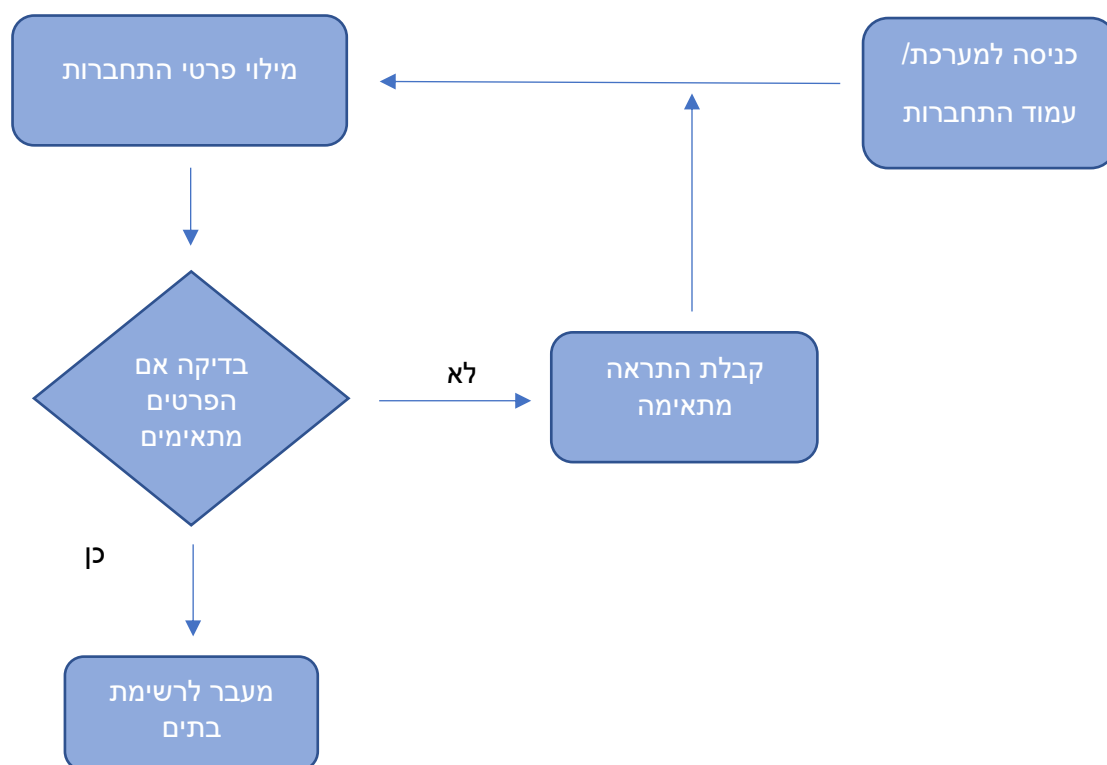 כניסה למערכת/
עמוד התחברות
מילוי פרטי התחברות
בדיקה אם
הפרטים
מתאימים
לא
קבלת התראה
מתאימה
כן
מעבר לרשימת
בתים